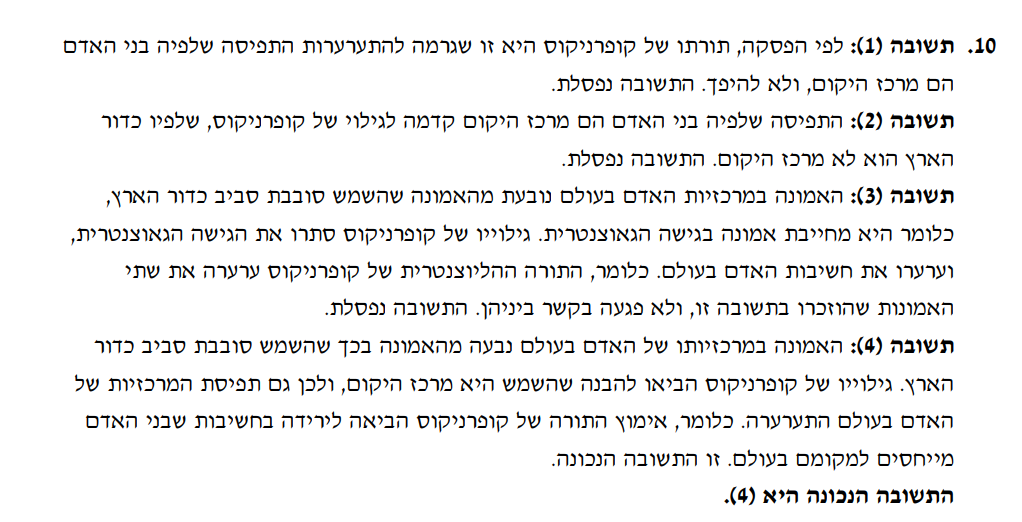 10. תשובה (1): לפי הפסקה, תורתו של קופרניקוס היא זו שגרמה להתערערות התפיסה שלפיה בני האדם
הם מרכז היקום, ולא להיפך. התשובה נפסלת.
תשובה (2): התפיסה שלפיה בני האדם הם מרכז היקום קדמה לגילוי של קופרניקוס, שלפיו כדור
הארץ הוא לא מרכז היקום. התשובה נפסלת.
תשובה (3): האמונה במרכזיות האדם בעולם נובעת מהאמונה שהשמש סובבת סביב כדור הארץ,
כלומר היא מחייבת אמונה בגישה הגאוצנטרית. גילוייו של קופרניקוס סתרו את הגישה הגאוצנטרית,
וערערו את חשיבות האדם בעולם. כלומר, התורה ההליוצנטרית של קופרניקוס ערערה את שתי
האמונות שהוזכרו בתשובה זו, ולא פגעה בקשר ביניהן. התשובה נפסלת.
תשובה (4): האמונה במרכזיותו של האדם בעולם נבעה מהאמונה בכך שהשמש סובבת סביב כדור
הארץ. גילוייו של קופרניקוס הביאו להבנה שהשמש היא מרכז היקום, ולכן גם תפיסת המרכזיות של
האדם בעולם התערערה. כלומר, אימוץ התורה של קופרניקוס הביאה לירידה בחשיבות שבני האדם
מייחסים למקומם בעולם. זו התשובה הנכונה.
התשובה הנכונה היא (4).